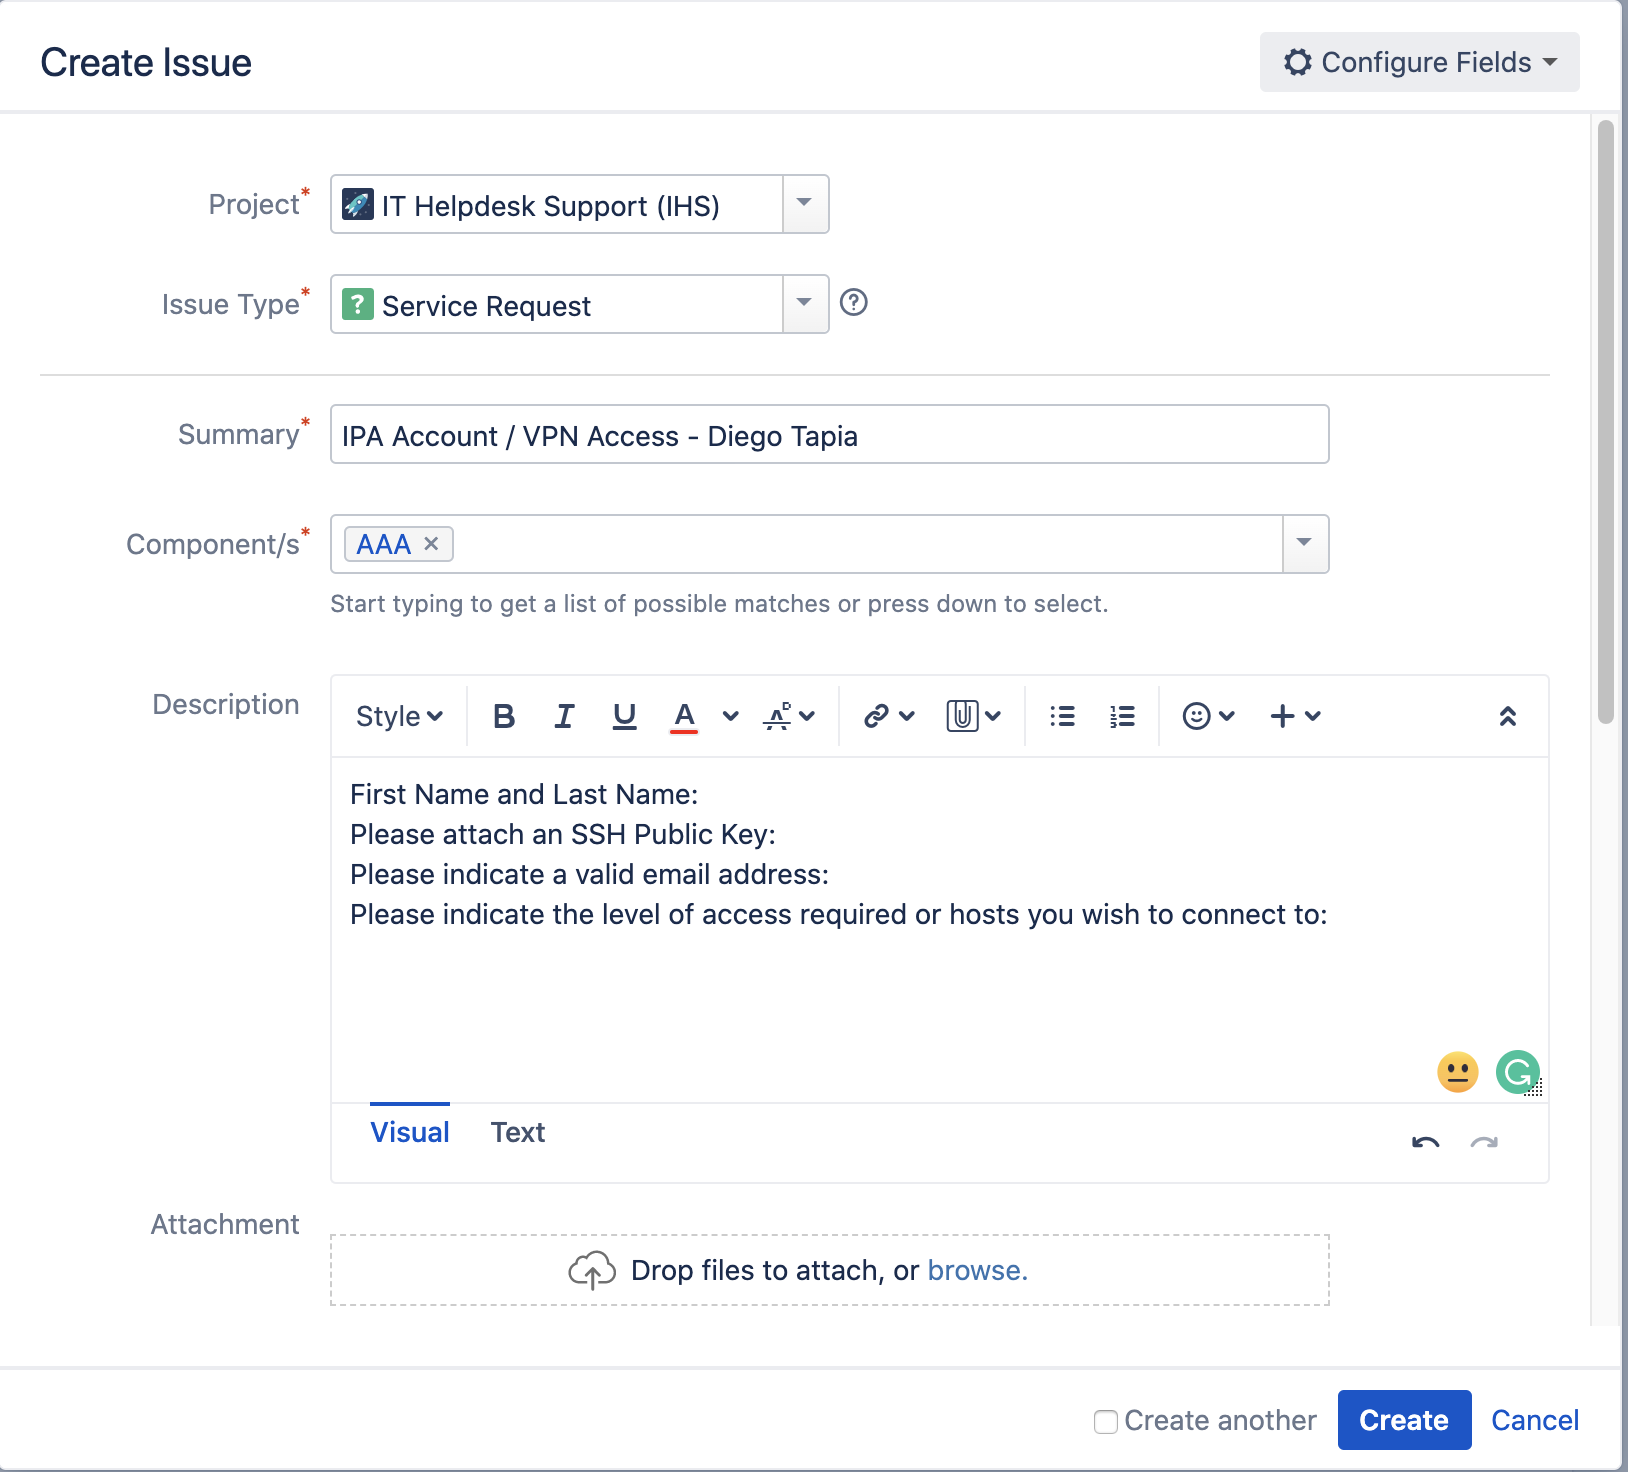 Create Issue
Configure Fields
Project*
IT Helpdesk Support (IHS)
Issue Type*
Service Request
Summary*
IPA Account / VPN Access - Diego Tapia
Component/s*
AAA
Start typing to get a list of possible matches or press down to select.
Description
Style
First Name and Last Name:
Please attach an SSH Public Key:
Please indicate a valid email address:
Please indicate the level of access required or hosts you wish to connect to:
Visual Text
Attachment
Drop files to attach, or browse.
Create another Create Cancel